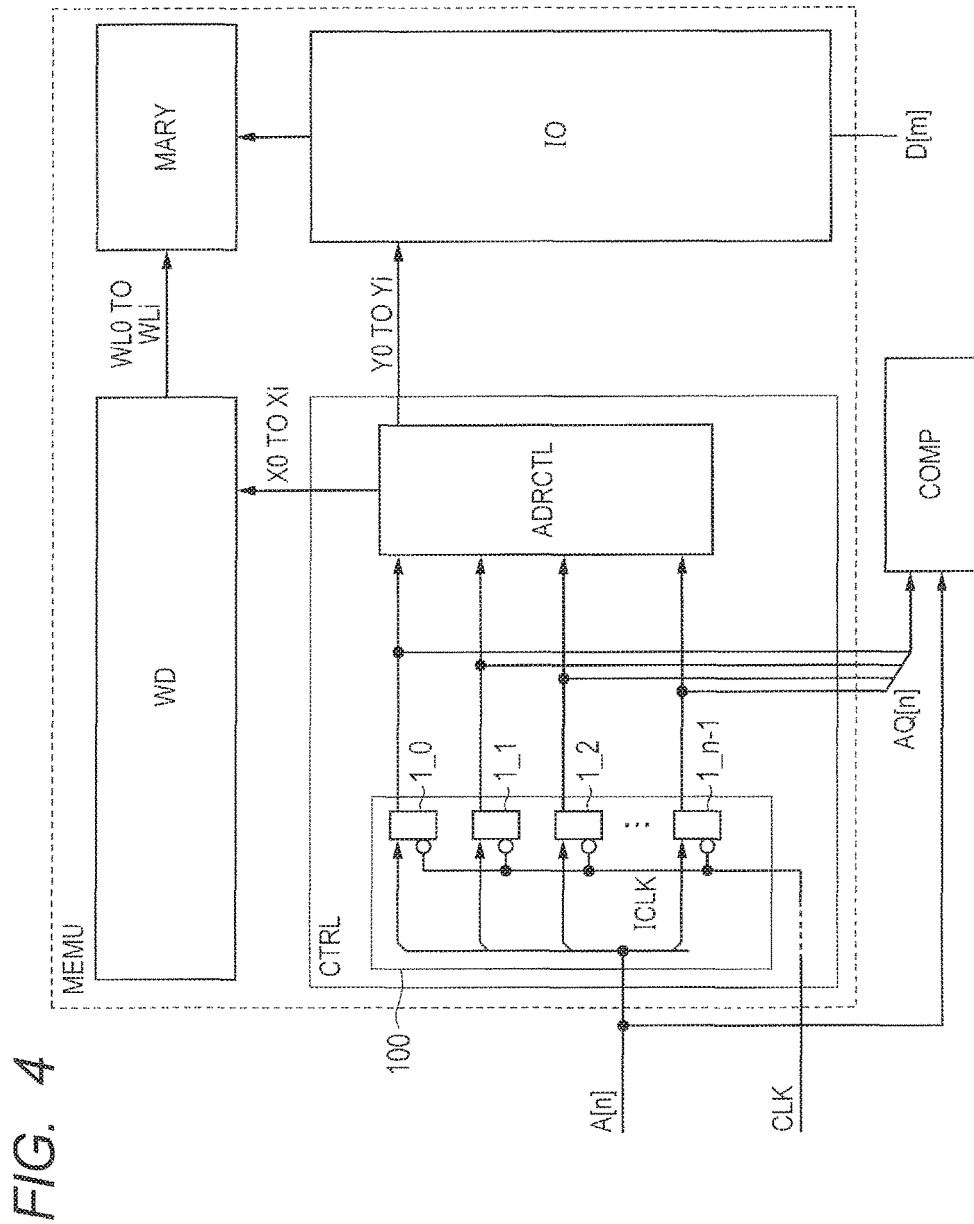 FIG. 4
MEMU
WD
WL0 TO
WLi
MARY
X0 TO Xi
CTRL
100
1_0
1_1
1_2
...
1_n-1
ICLK
ADRCTL
Y0 TO Yi
IO
A[n]
CLK
AQ[n]
COMP
D[m]